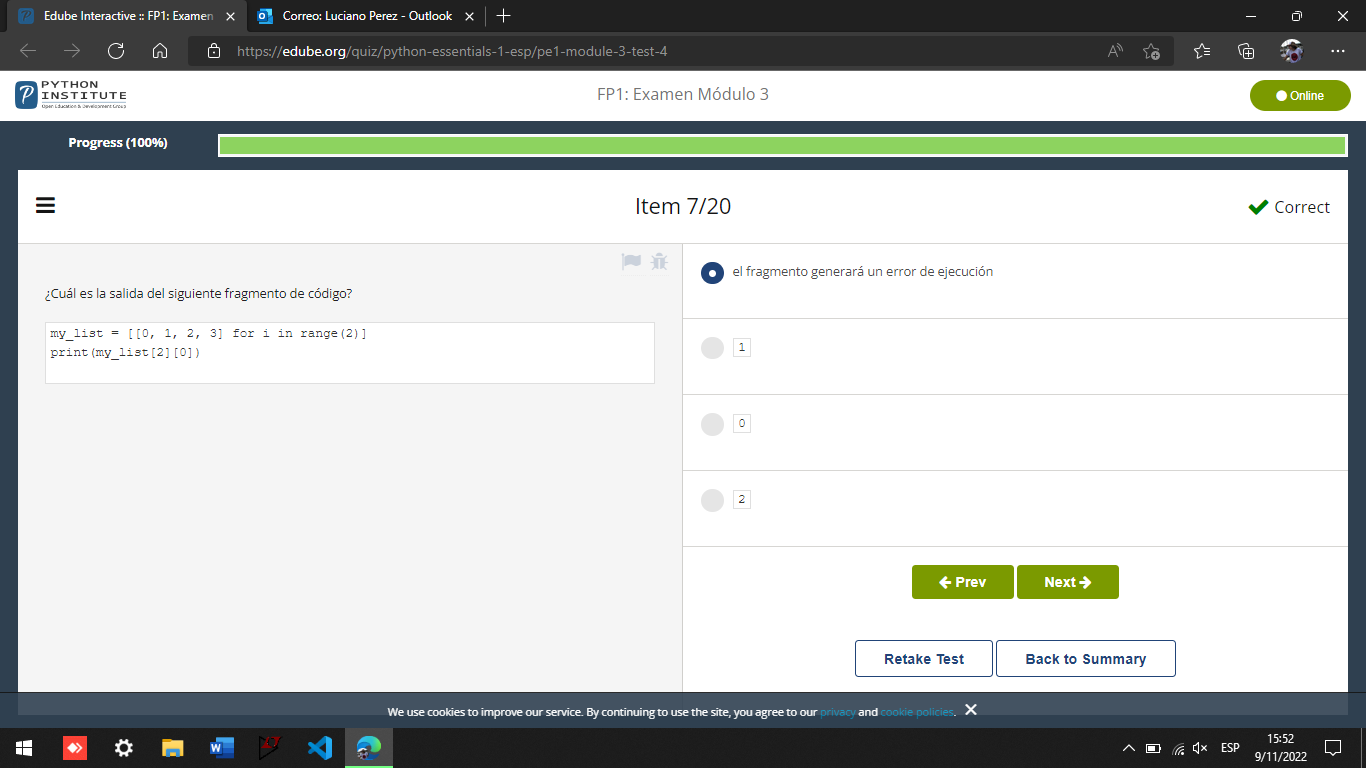 Edube Interactive :: FP1: Examen
Correo: Luciano Perez - Outlook
https://edube.org/quiz/python-essentials-1-esp/pe1-module-3-test-4
PYTHON
INSTITUTE
Open Education & Development Group
FP1: Examen Módulo 3
Online
Progress (100%)
Item 7/20
Correct
¿Cuál es la salida del siguiente fragmento de código?
my_list = [[0, 1, 2, 3] for i in range(2)]
print(my_list[2][0])
el fragmento generará un error de ejecución
1
0
2
Prev
Next
Retake Test
Back to Summary
We use cookies to improve our service. By continuing to use the site, you agree to our privacy and cookie policies.
ESP
15:52
9/11/2022